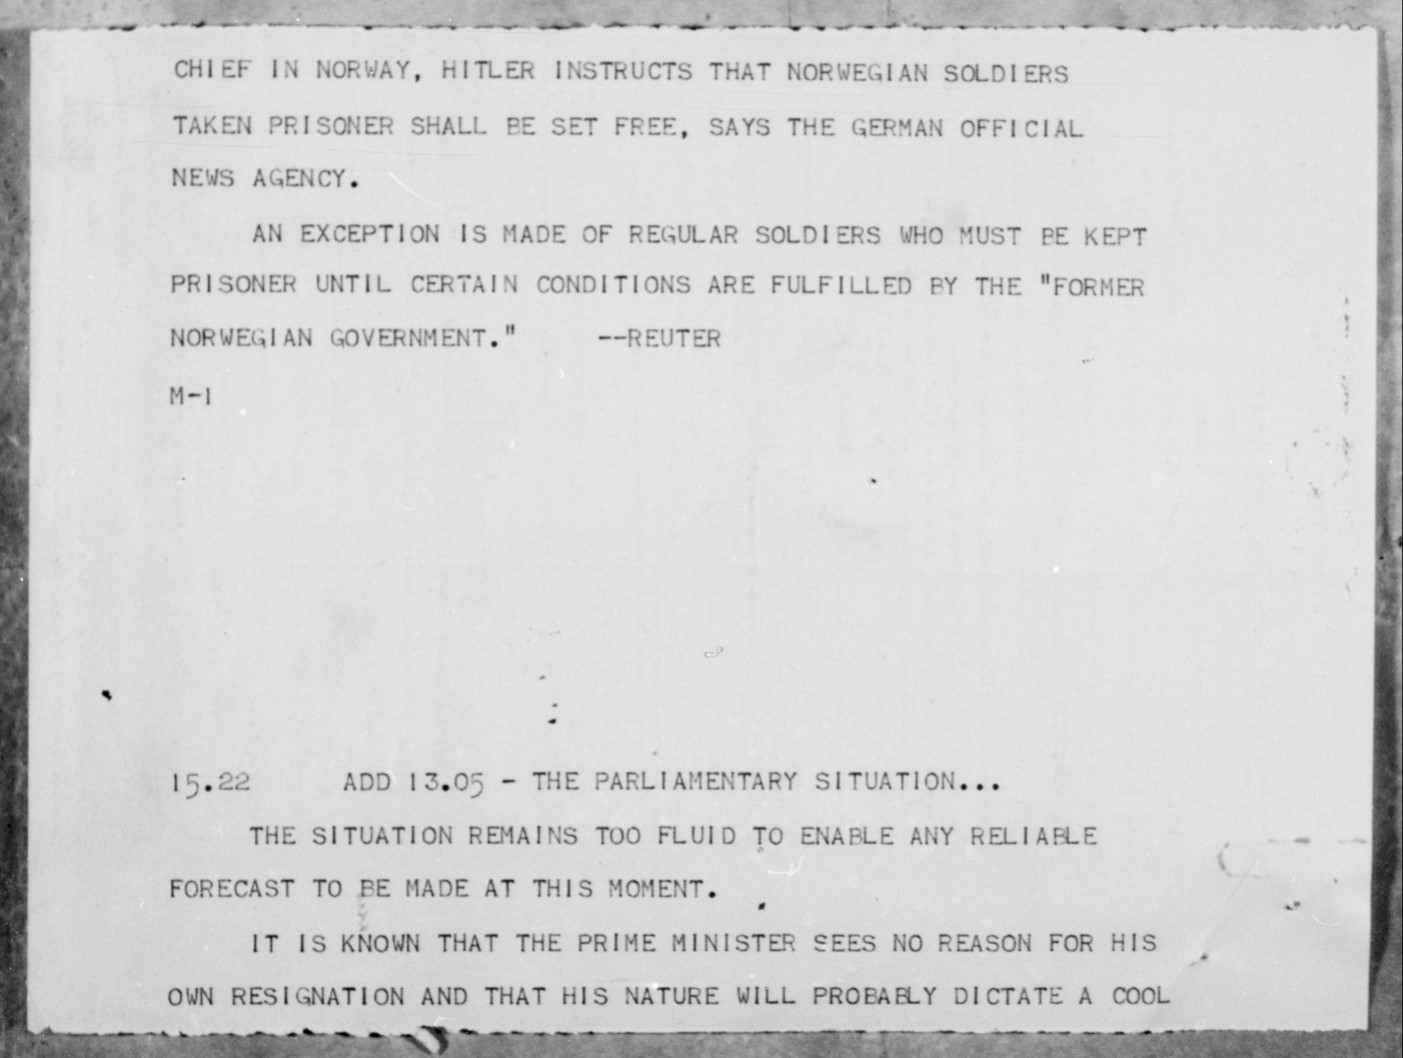 CHIEF IN NORWAY, HITLER INSTRUCTS THAT NORWEGIAN SOLDIERS
TAKEN PRISONER SHALL BE SET FREE, SAYS THE GERMAN OFFICIAL
NEWS AGENCY.
AN EXCEPTION IS MADE OF REGULAR SOLDIERS WHO MUST BE KEPT
PRISONER UNTIL CERTAIN CONDITIONS ARE FULFILLED BY THE "FORMER
NORWEGIAN GOVERNMENT." --REUTER
M-1
15.22 ADD 13.05 - THE PARLIAMENTARY SITUATION...
THE SITUATION REMAINS TOO FLUID TO ENABLE ANY RELIABLE
FORECAST TO BE MADE AT THIS MOMENT.
IT IS KNOWN THAT THE PRIME MINISTER SEES NO REASON FOR HIS
OWN RESIGNATION AND THAT HIS NATURE WILL PROBABLY DICTATE A COOL